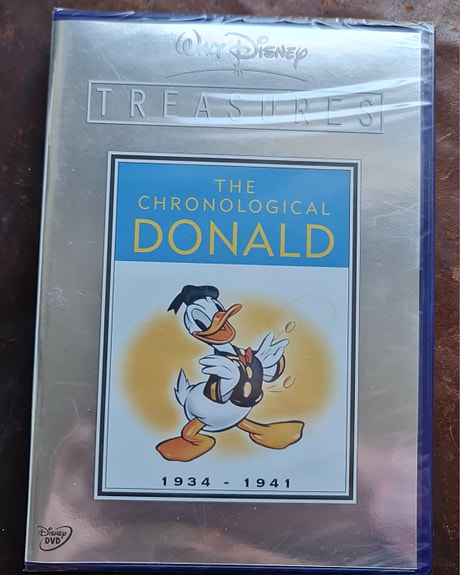 Walt Disney
TREASURES
THE
CHRONOLOGICAL
DONALD
1934 - 1941
Disney
DVD